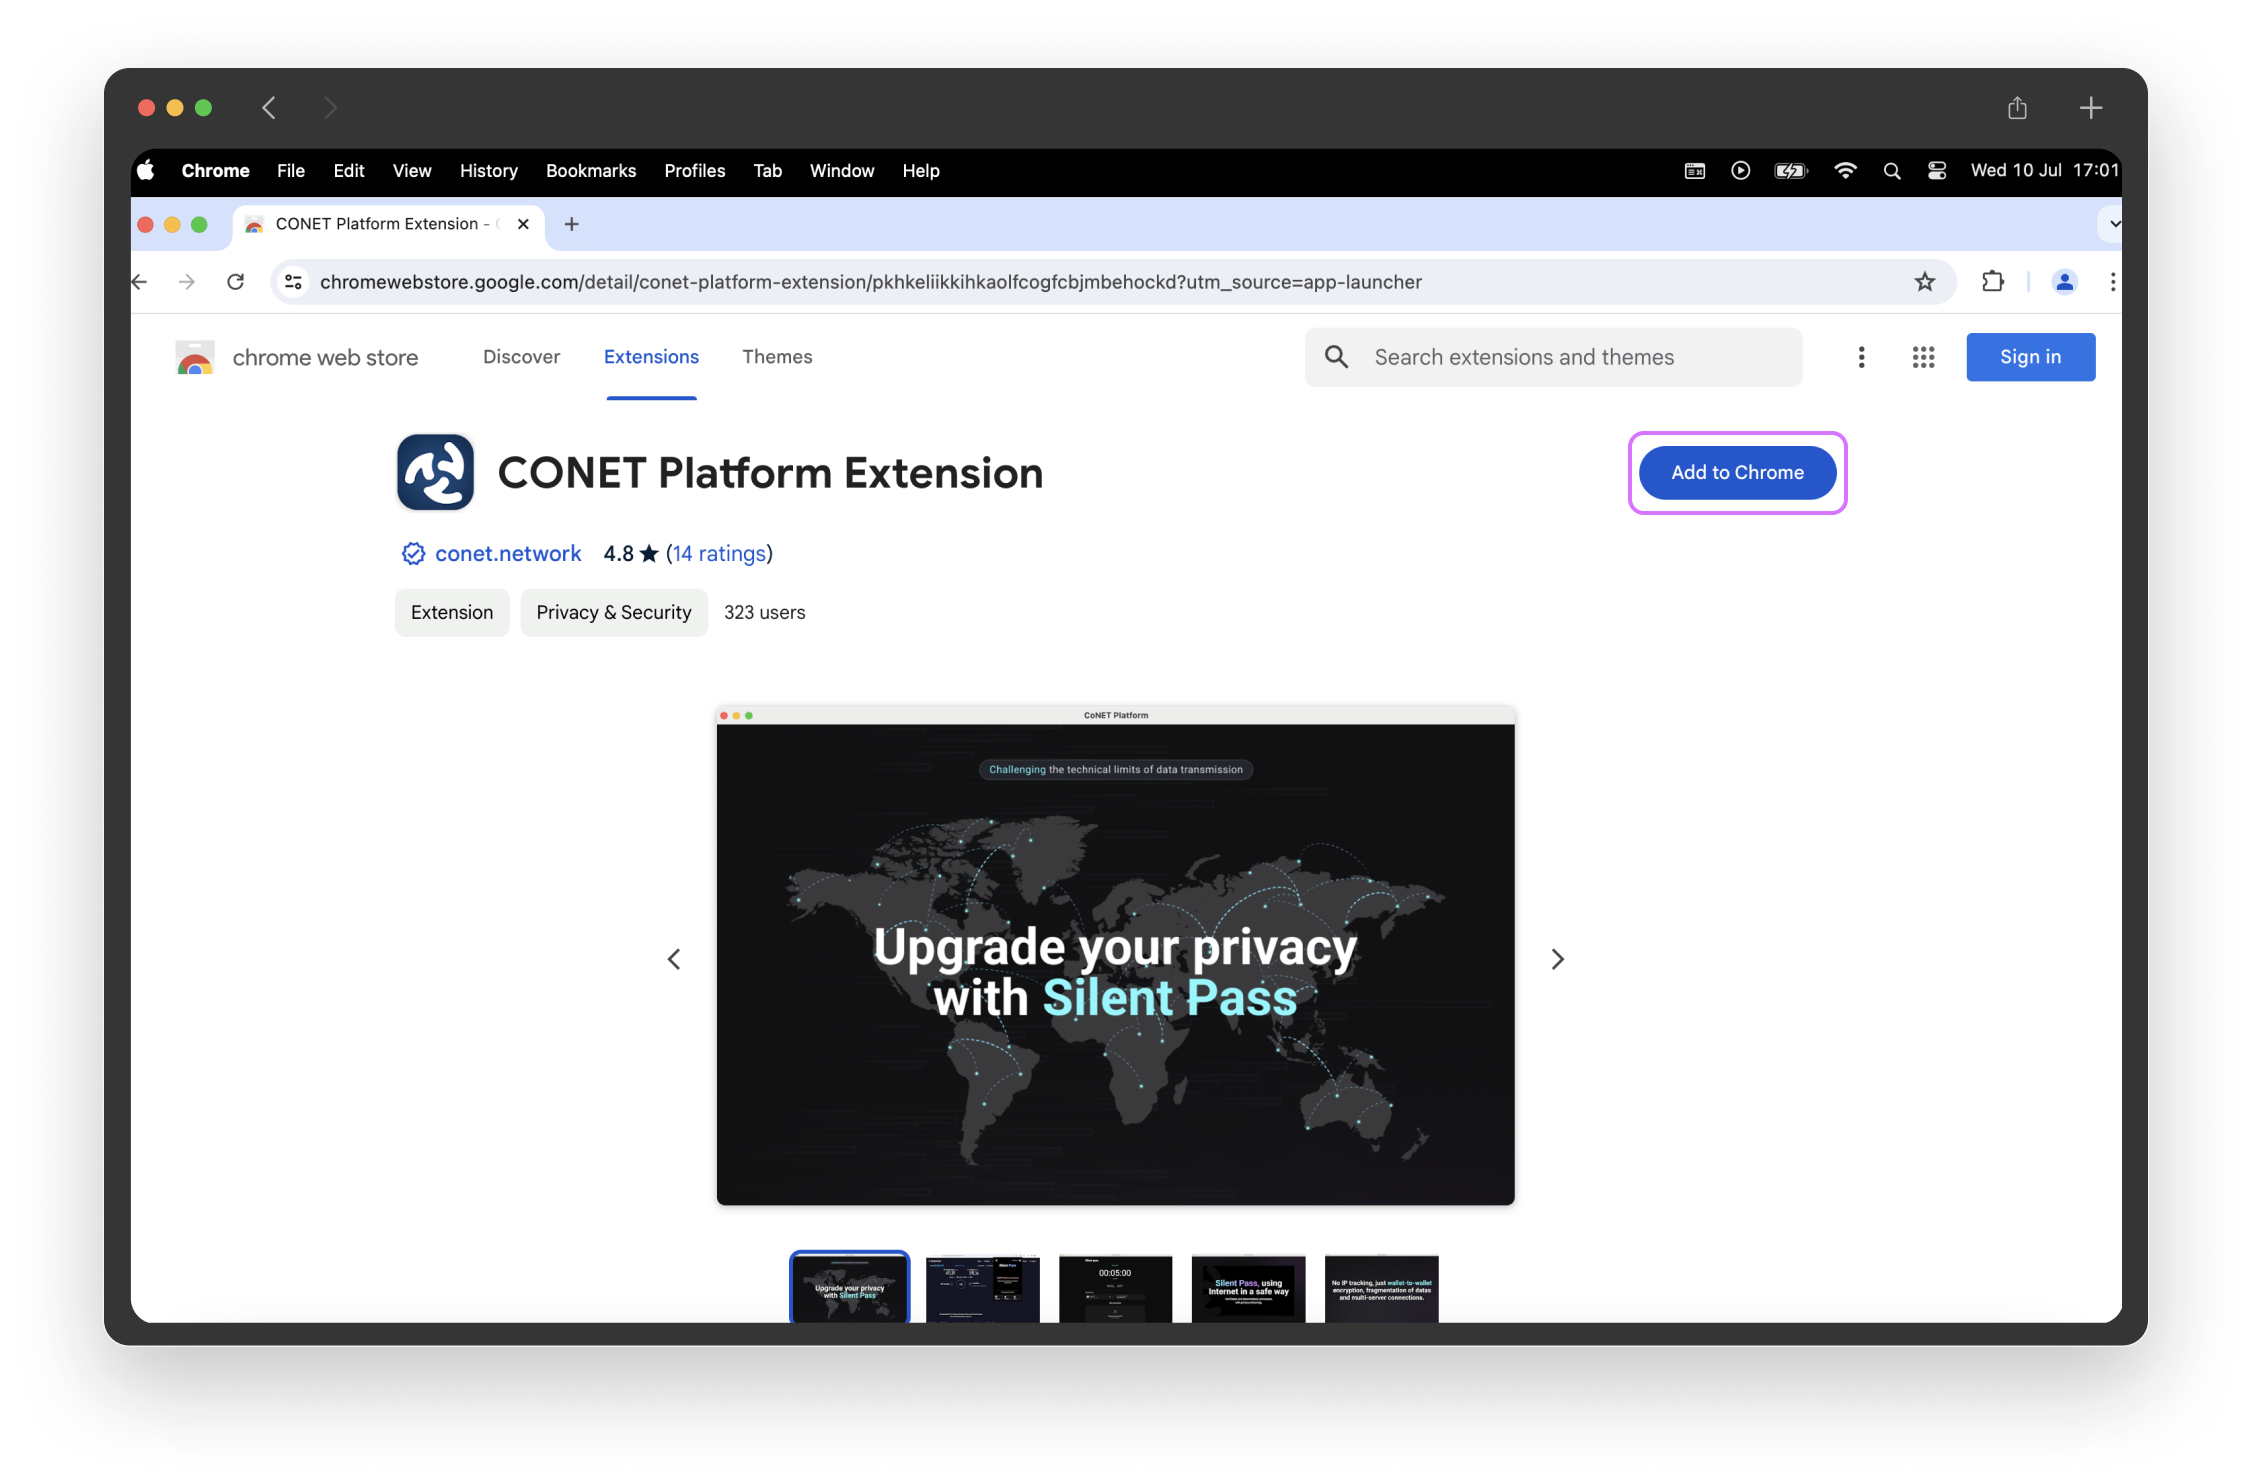 Chrome File Edit View History Bookmarks Profiles Tab Window Help Wed 10 Jul 17:01
CONET Platform Extension -
chromewebstore.google.com/detail/conet-platform-extension/pkhkeliikkihkaolfcogfcbjmbehockd?utm_source=app-launcher
chrome web store Discover Extensions Themes Search extensions and themes Sign in
CONET Platform Extension Add to Chrome
conet.network 4.8 ★ (14 ratings)
Extension Privacy & Security 323 users
CoNET Platform
Challenging the technical limits of data transmission
Upgrade your privacy
with Silent Pass
Upgrade your privacy
with Silent Pass
00:05:00
Silent Pass, using
Internet in a safe way
No IP tracking, just wallet-to-wallet
encryption, fragmentation of datas
and multi-server connections.